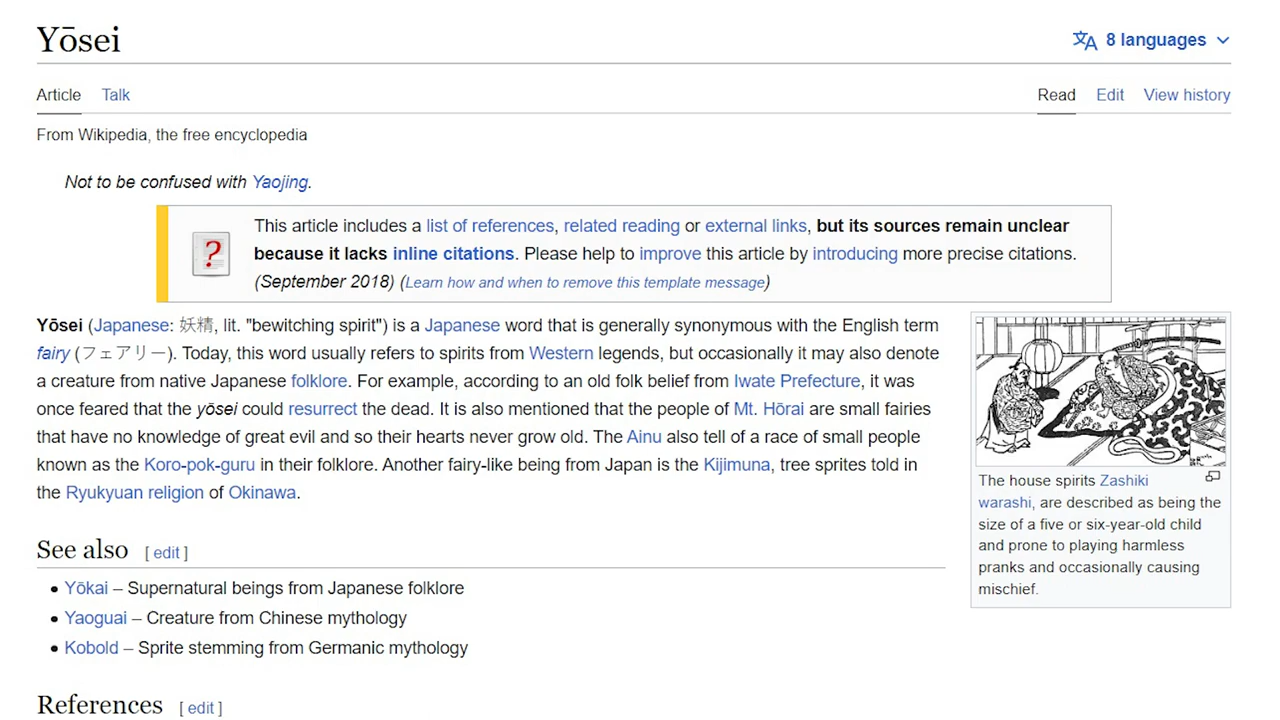 Yōsei
8 languages
Article Talk
Read Edit View history
From Wikipedia, the free encyclopedia
Not to be confused with Yaojing.
This article includes a list of references, related reading or external links, but its sources remain unclear
because it lacks inline citations. Please help to improve this article by introducing more precise citations.
(September 2018) (Learn how and when to remove this template message)
Yōsei (Japanese: 妖精, lit. "bewitching spirit") is a Japanese word that is generally synonymous with the English term
fairy (フェアリー). Today, this word usually refers to spirits from Western legends, but occasionally it may also denote
a creature from native Japanese folklore. For example, according to an old folk belief from Iwate Prefecture, it was
once feared that the yōsei could resurrect the dead. It is also mentioned that the people of Mt. Hōrai are small fairies
that have no knowledge of great evil and so their hearts never grow old. The Ainu also tell of a race of small people
known as the Koro-pok-guru in their folklore. Another fairy-like being from Japan is the Kijimuna, tree sprites told in
the Ryukyuan religion of Okinawa.
The house spirits Zashiki
warashi, are described as being the
size of a five or six-year-old child
and prone to playing harmless
pranks and occasionally causing
mischief.
See also [ edit ]
• Yōkai – Supernatural beings from Japanese folklore
• Yaoguai – Creature from Chinese mythology
• Kobold – Sprite stemming from Germanic mythology
References [ edit ]